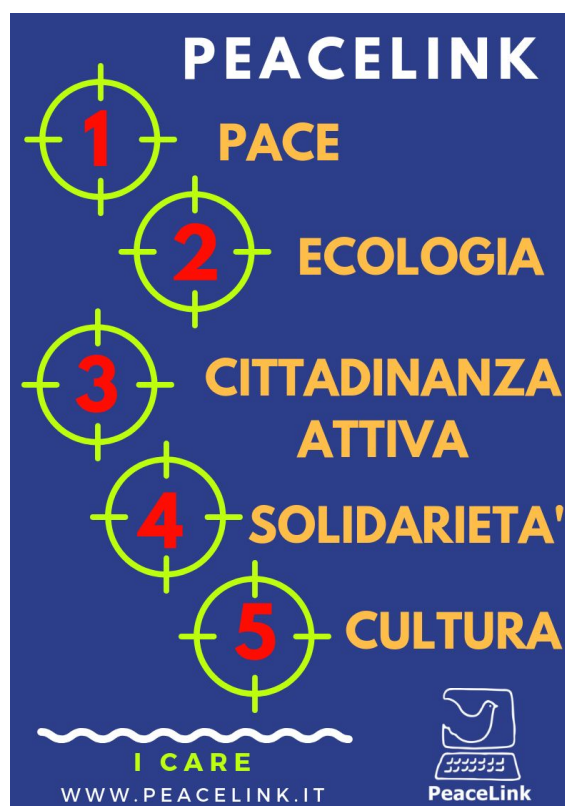 PEACELINK
1 PACE
2 ECOLOGIA
3 CITTADINANZA
ATTIVA
4 SOLIDARIETA'
5 CULTURA
I CARE
WWW.PEACELINK.IT
PeaceLink